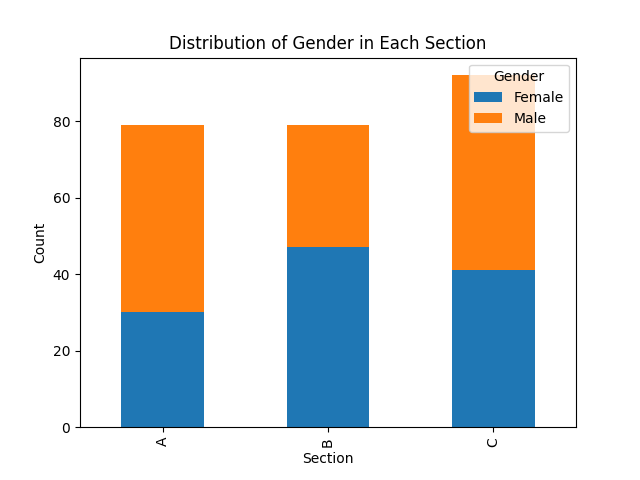 Distribution of Gender in Each Section
Gender
Female
Male
80
60
40
20
0
Count
A
B
C
Section